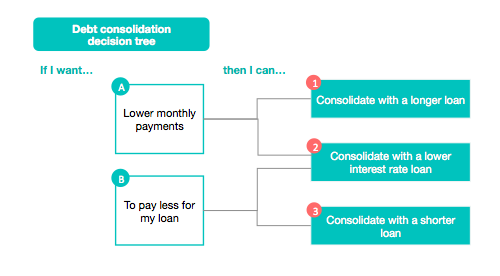 Debt consolidation
decision tree
If I want...
then I can...
A
Lower monthly
payments
1
Consolidate with a longer loan
2
Consolidate with a lower
interest rate loan
B
To pay less for
my loan
3
Consolidate with a shorter
loan